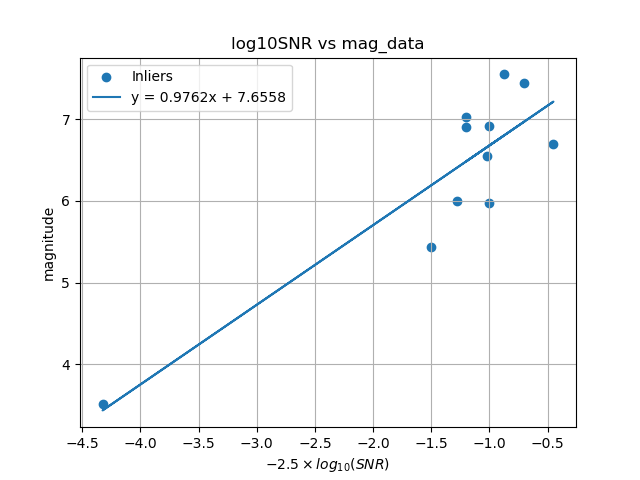 log10SNR vs mag_data
Inliers
y = 0.9762x + 7.6558
magnitude
7
6
5
4
−4.5 −4.0 −3.5 −3.0 −2.5 −2.0 −1.5 −1.0 −0.5
−2.5 × log₁₀(SNR)